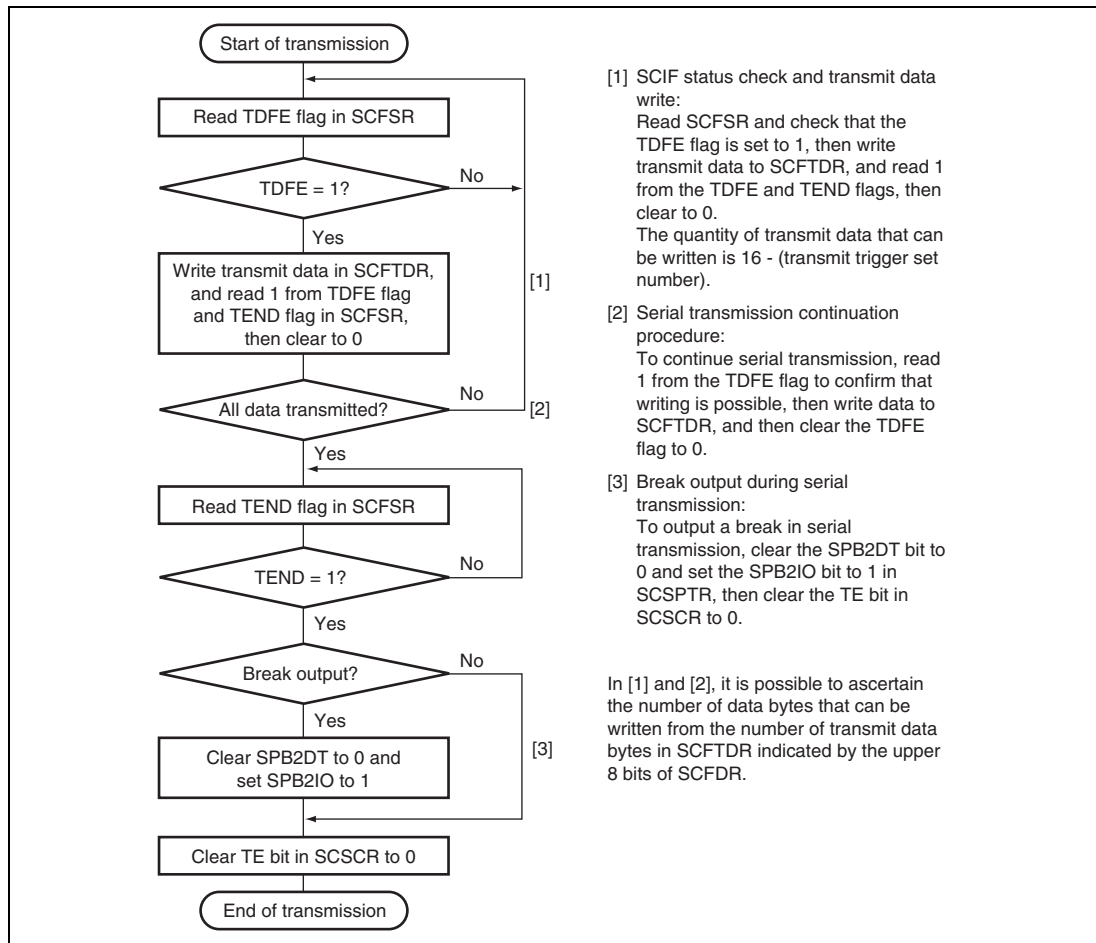 Start of transmission
Read TDFE flag in SCFSR
TDFE = 1?
No
Yes
Write transmit data in SCFTDR,
and read 1 from TDFE flag
and TEND flag in SCFSR,
then clear to 0
[1]
All data transmitted?
No
[2]
Yes
Read TEND flag in SCFSR
TEND = 1?
No
Yes
Break output?
No
Yes
Clear SPB2DT to 0 and
set SPB2IO to 1
[3]
Clear TE bit in SCSCR to 0
End of transmission
[1] SCIF status check and transmit data
write:
Read SCFSR and check that the
TDFE flag is set to 1, then write
transmit data to SCFTDR, and read 1
from the TDFE and TEND flags, then
clear to 0.
The quantity of transmit data that can
be written is 16 - (transmit trigger set
number).
[2] Serial transmission continuation
procedure:
To continue serial transmission, read
1 from the TDFE flag to confirm that
writing is possible, then write data to
SCFTDR, and then clear the TDFE
flag to 0.
[3] Break output during serial
transmission:
To output a break in serial
transmission, clear the SPB2DT bit to
0 and set the SPB2IO bit to 1 in
SCSPTR, then clear the TE bit in
SCSCR to 0.
In [1] and [2], it is possible to ascertain
the number of data bytes that can be
written from the number of transmit data
bytes in SCFTDR indicated by the upper
8 bits of SCFDR.